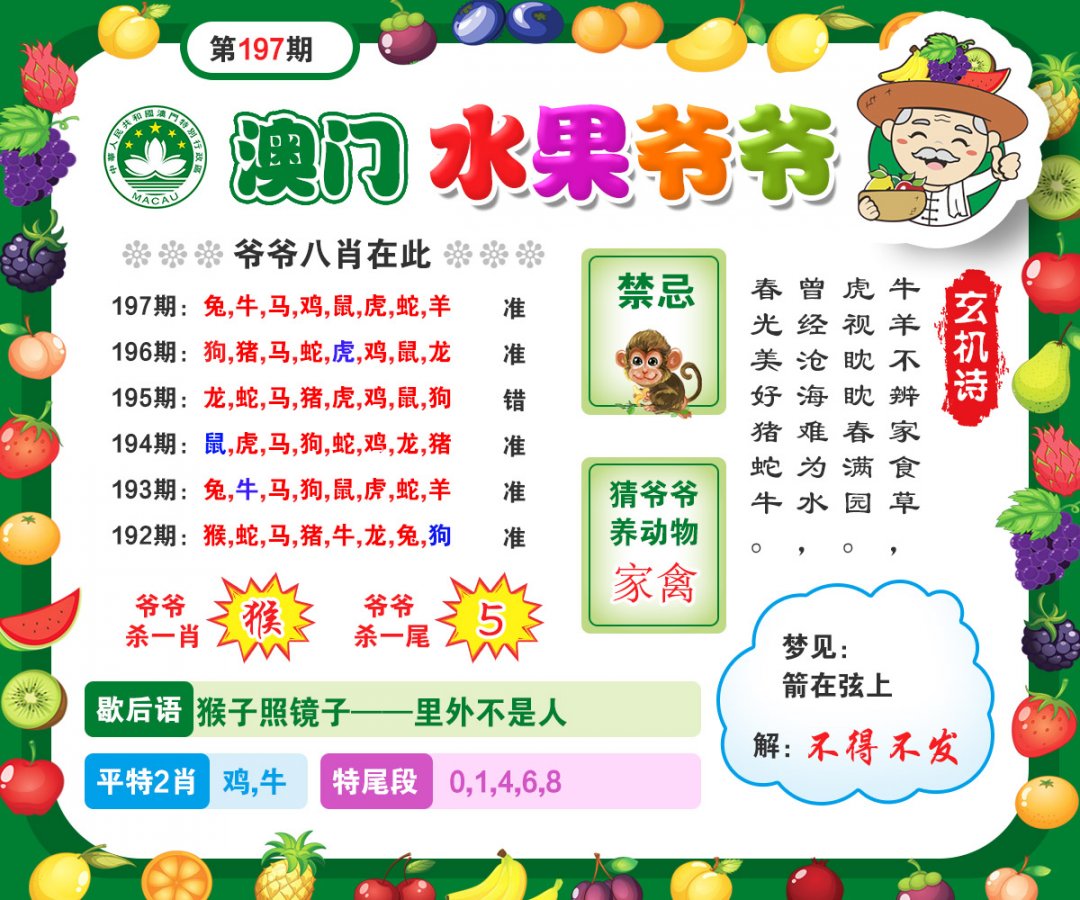 第197期
中華人民共和國澳門特別行政區
MACAU
澳门 水果爷爷
爷爷八肖在此
197期：兔,牛,马,鸡,鼠,虎,蛇,羊 准
196期：狗,猪,马,蛇,虎,鸡,鼠,龙 准
195期：龙,蛇,马,猪,虎,鸡,鼠,狗 错
194期：鼠,虎,马,狗,蛇,鸡,龙,猪 准
193期：兔,牛,马,狗,鼠,虎,蛇,羊 准
192期：猴,蛇,马,猪,牛,龙,兔,狗 准
爷爷
杀一肖
猴
爷爷
杀一尾
5
禁忌
猜爷爷
养动物
家禽
玄机诗
牛羊不辨家食草，
虎视眈眈春满园。
曾经沧海难为水，
春光美好猪蛇牛。
梦见：
箭在弦上
解：不得不发
歇后语 猴子照镜子——里外不是人
平特2肖 鸡,牛
特尾段 0,1,4,6,8